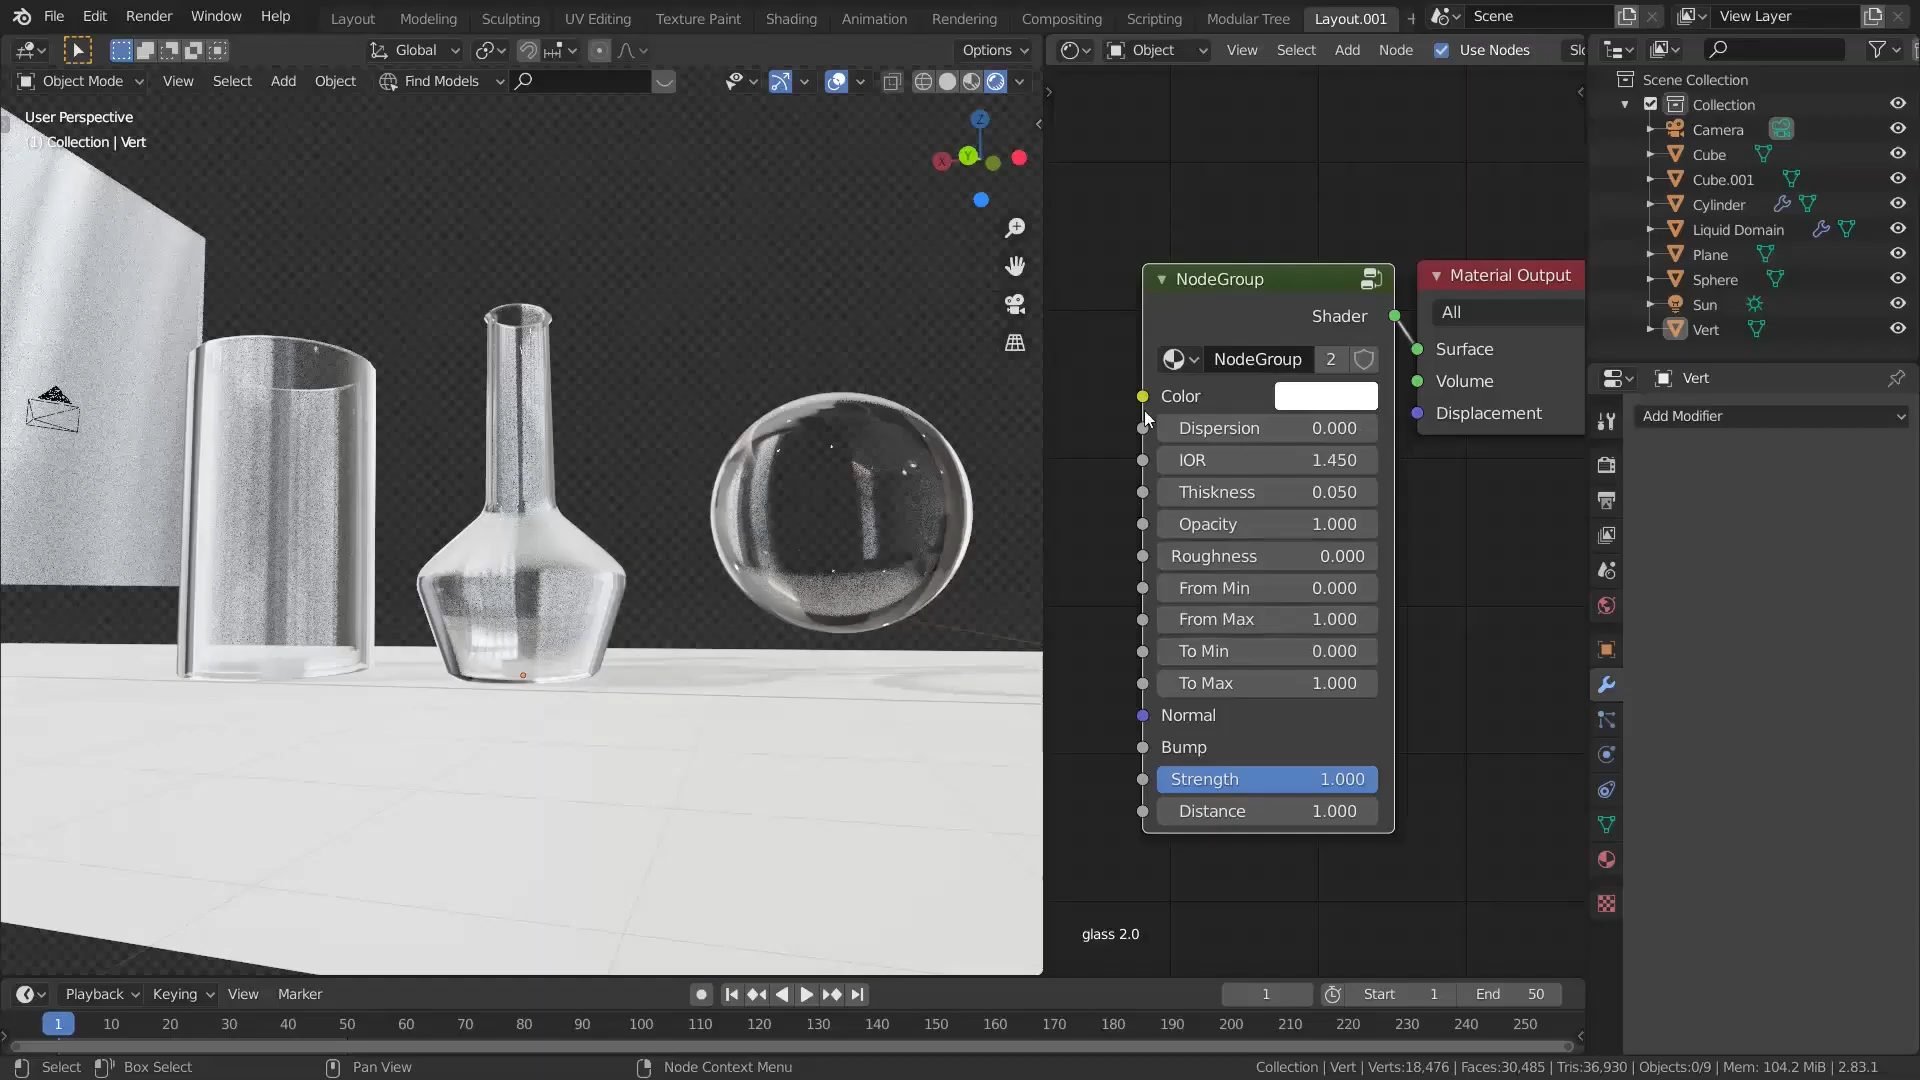 File Edit Render Window Help Layout Modeling Sculpting UV Editing Texture Paint Shading Animation Rendering Compositing Scripting Modular Tree Layout.001 + Scene View Layer
Global Options Object View Select Add Node Use Nodes
Object Mode View Select Add Object Find Models
User Perspective
(1) Collection | Vert
Z
Y
X
NodeGroup
Shader
NodeGroup 2
Color
Dispersion 0.000
IOR 1.450
Thiskness 0.050
Opacity 1.000
Roughness 0.000
From Min 0.000
From Max 1.000
To Min 0.000
To Max 1.000
Normal
Bump
Strength 1.000
Distance 1.000
Material Output
All
Surface
Volume
Displacement
glass 2.0
Scene Collection
Collection
Camera
Cube
Cube.001
Cylinder
Liquid Domain
Plane
Sphere
Sun
Vert
Vert
Add Modifier
Playback Keying View Marker 1 Start 1 End 50
1 10 20 30 40 50 60 70 80 90 100 110 120 130 140 150 160 170 180 190 200 210 220 230 240 250
Select Box Select Pan View Node Context Menu Collection | Vert | Verts:18,476 | Faces:30,485 | Tris:36,930 | Objects:0/9 | Mem: 104.2 MiB | 2.83.1